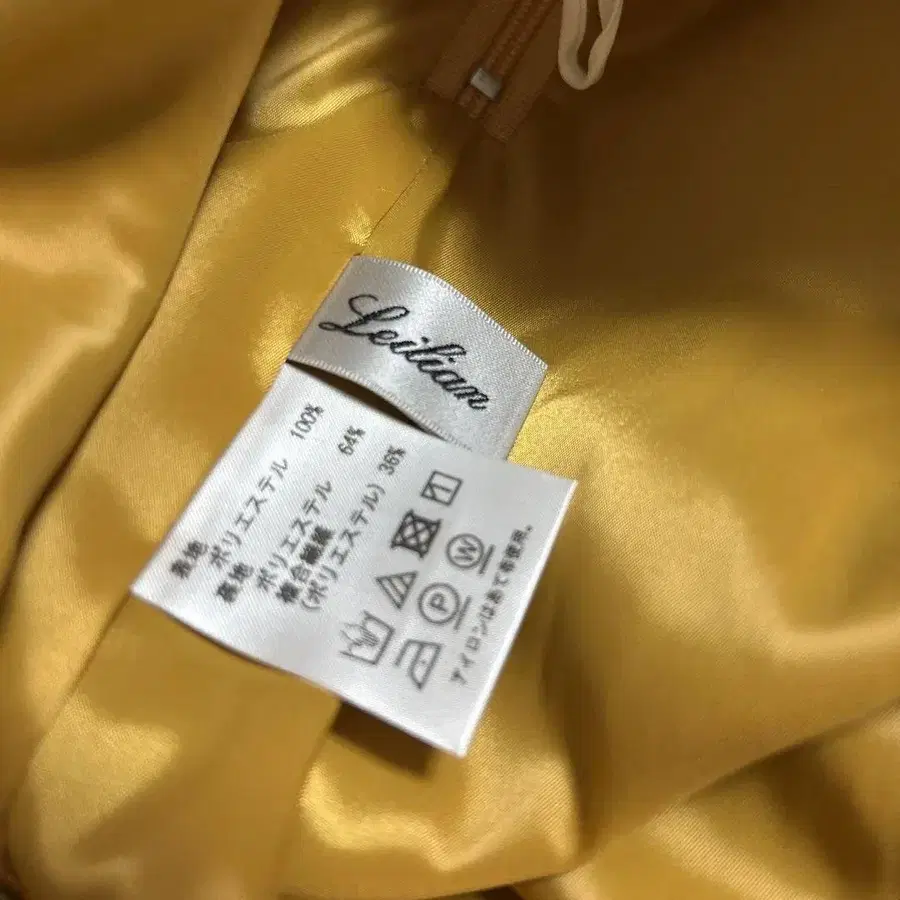 Leilian
表地
ポリエステル 100%
裏地
ポリエステル 64%
複合繊維
(ポリエステル) 36%
P
W
アイロンはあて布使用。